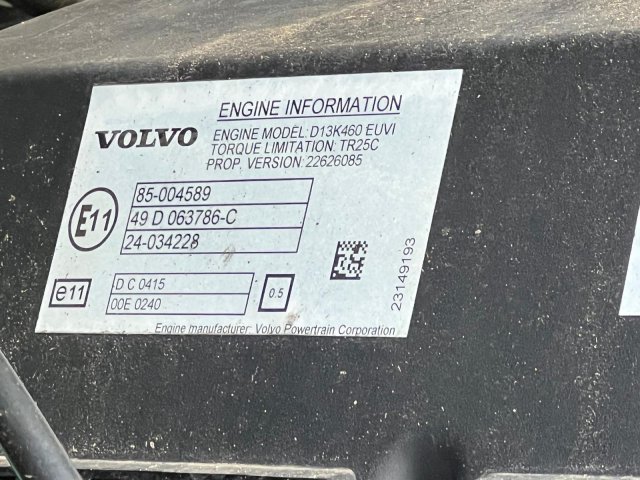 ENGINE INFORMATION
VOLVO
ENGINE MODEL: D13K460 EUVI
TORQUE LIMITATION: TR25C
PROP. VERSION: 22626085
E11
85-004589
49 D 063786-C
24-034228
e11
D C 0415
00E 0240
0.5
23149193
Engine manufacturer: Volvo Powertrain Corporation